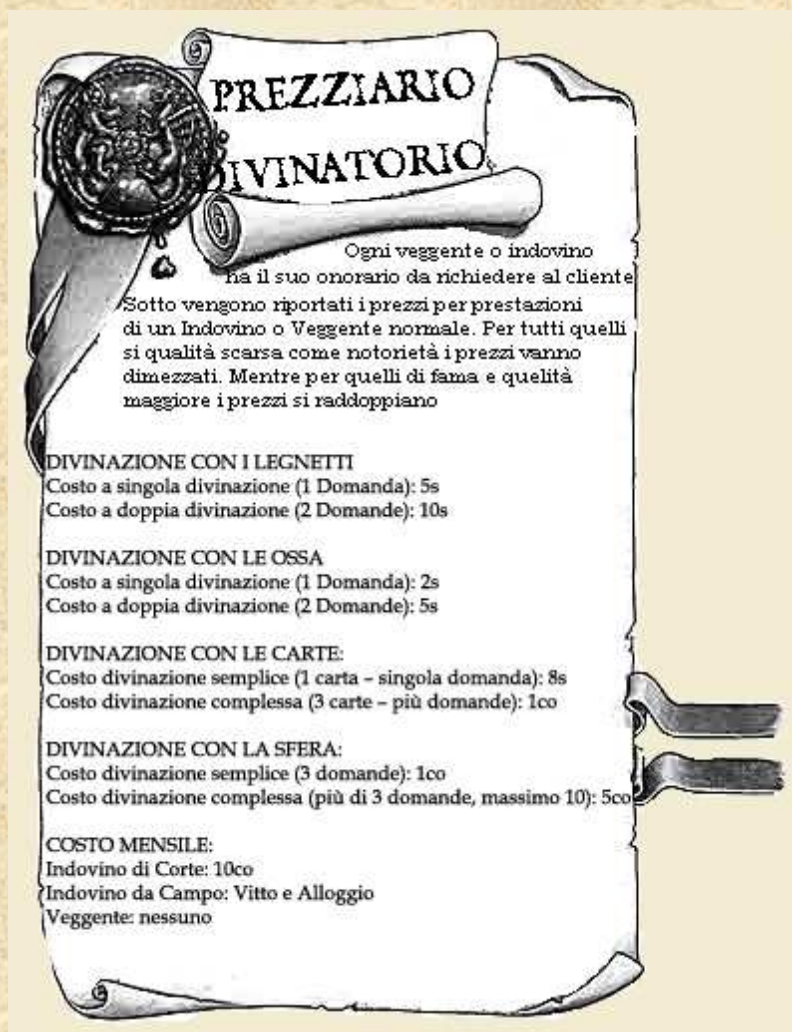 PREZZIARIO
DIVINATORIO
Ogni veggente o indovino
ha il suo onorario da richiedere al cliente
Sotto vengono riportati i prezzi per prestazioni
di un Indovino o Veggente normale. Per tutti quelli
si qualità scarsa come notorietà i prezzi vanno
dimezzati. Mentre per quelli di fama e quelità
maggiore i prezzi si raddoppiano
DIVINAZIONE CON I LEGNETTI
Costo a singola divinazione (1 Domanda): 5s
Costo a doppia divinazione (2 Domande): 10s
DIVINAZIONE CON LE OSSA
Costo a singola divinazione (1 Domanda): 2s
Costo a doppia divinazione (2 Domande): 5s
DIVINAZIONE CON LE CARTE:
Costo divinazione semplice (1 carta – singola domanda): 8s
Costo divinazione complessa (3 carte – più domande): 1co
DIVINAZIONE CON LA SFERA:
Costo divinazione semplice (3 domande): 1co
Costo divinazione complessa (più di 3 domande, massimo 10): 5co
COSTO MENSILE:
Indovino di Corte: 10co
Indovino da Campo: Vitto e Alloggio
Veggente: nessuno